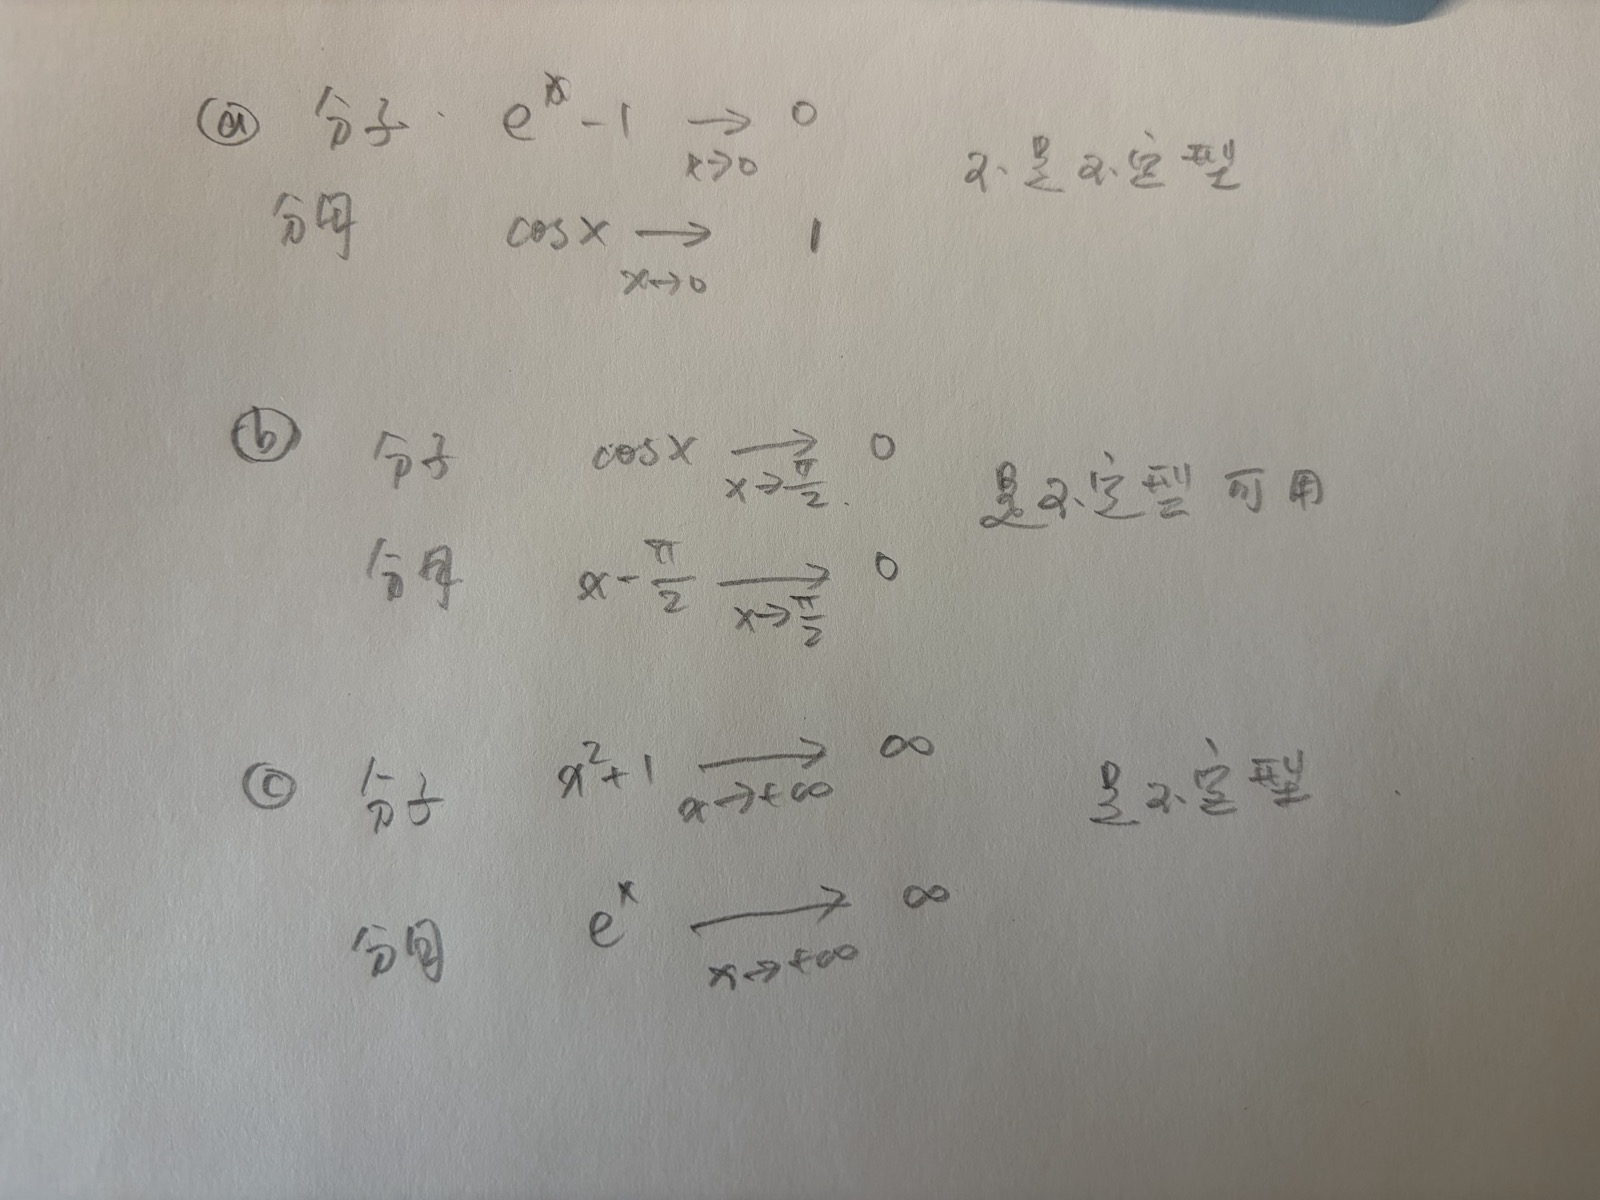 ⓐ 分子. e^x - 1 → 0
x→0
不是不定型
分母 cos x → 1
x→0
ⓑ 分子 cos x → 0
x→π/2.
是不定型 可用
分母 x - π/2 → 0
x→π/2
ⓒ 分子 x²+1 → ∞
x→+∞
是不定型
分母 e^x → ∞
x→+∞